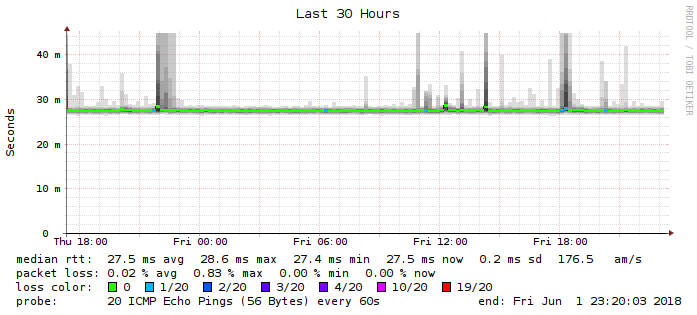 Last 30 Hours
RRDTOOL / TOBI OETIKER
Seconds
40 m
30 m
20 m
10 m
0
Thu 18:00 Fri 00:00 Fri 06:00 Fri 12:00 Fri 18:00
median rtt: 27.5 ms avg 28.6 ms max 27.4 ms min 27.5 ms now 0.2 ms sd 176.5 am/s
packet loss: 0.02 % avg 0.83 % max 0.00 % min 0.00 % now
loss color: 0 1/20 2/20 3/20 4/20 10/20 19/20
probe: 20 ICMP Echo Pings (56 Bytes) every 60s end: Fri Jun 1 23:20:03 2018